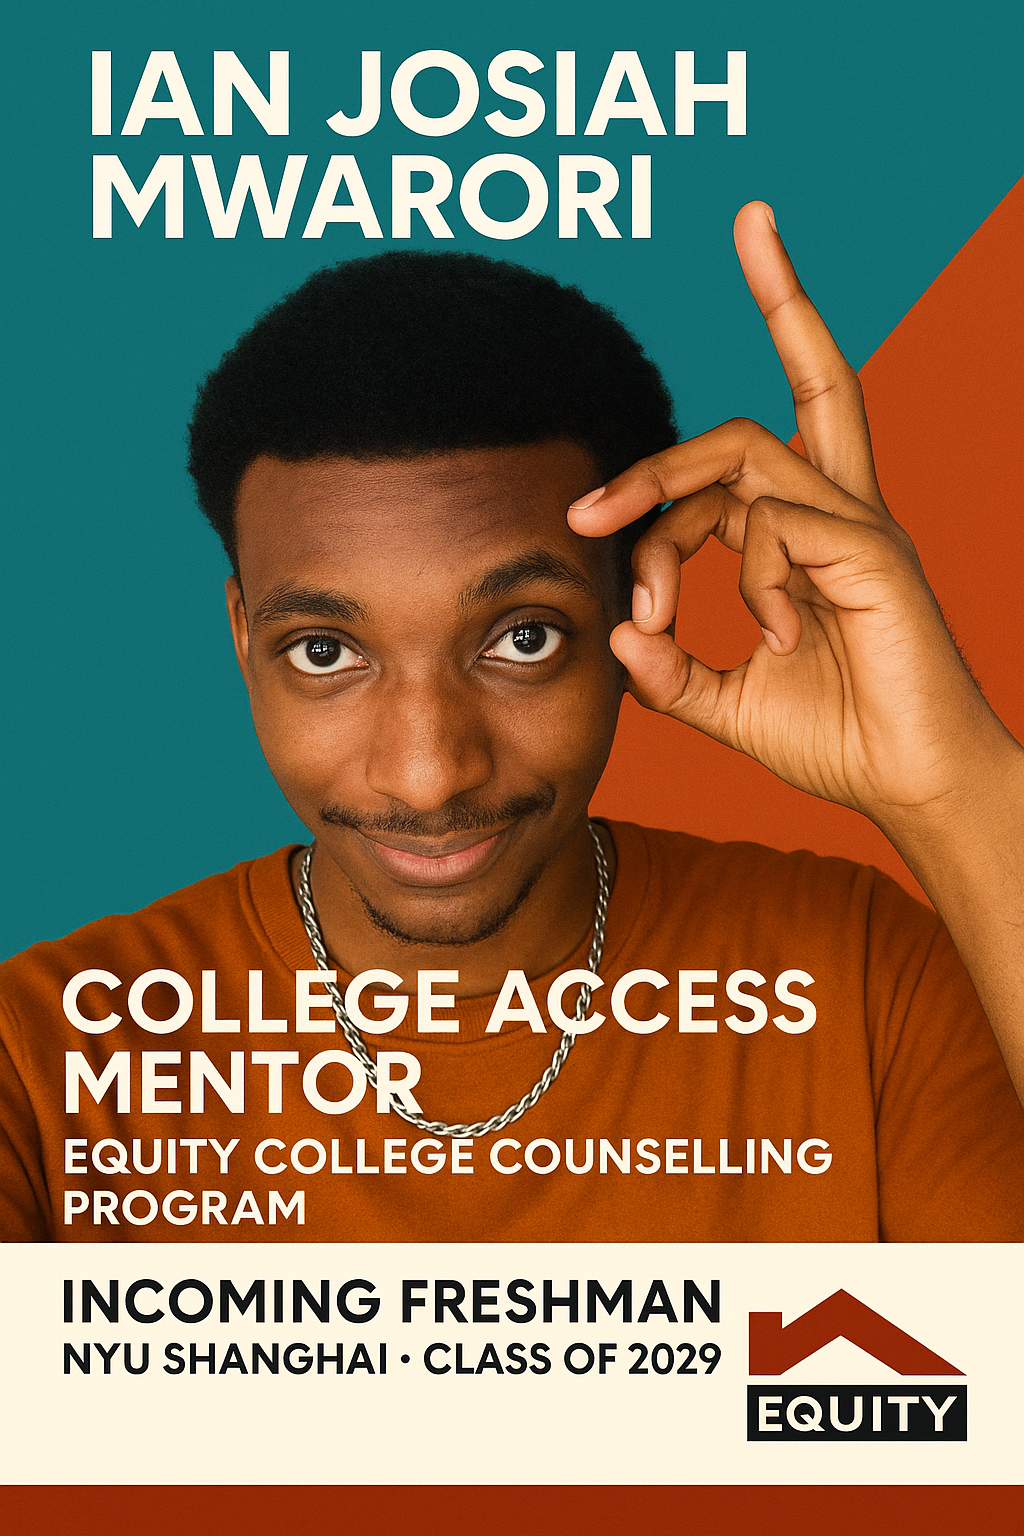 IAN JOSIAH
MWARORI
COLLEGE ACCESS
MENTOR
EQUITY COLLEGE COUNSELLING
PROGRAM
INCOMING FRESHMAN
NYU SHANGHAI · CLASS OF 2029
EQUITY